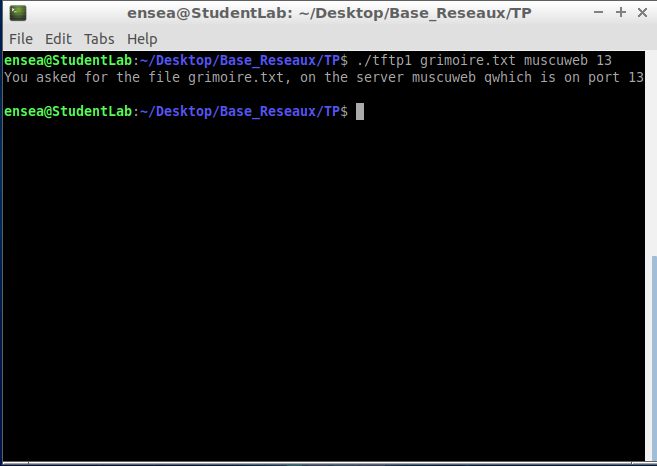 ensea@StudentLab: ~/Desktop/Base_Reseaux/TP
File Edit Tabs Help
ensea@StudentLab:~/Desktop/Base_Reseaux/TP$ ./tftp1 grimoire.txt muscuweb 13
You asked for the file grimoire.txt, on the server muscuweb qwhich is on port 13
ensea@StudentLab:~/Desktop/Base_Reseaux/TP$